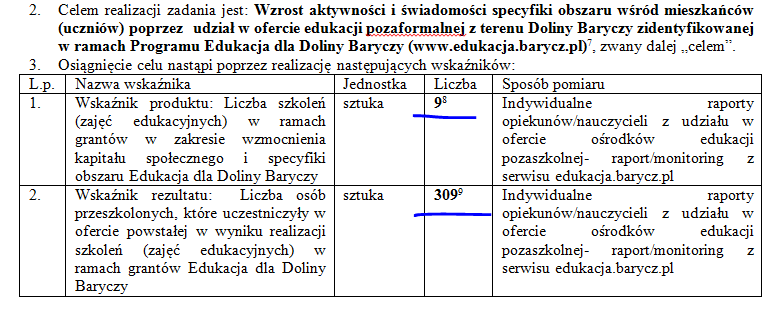 2. Celem realizacji zadania jest: Wzrost aktywności i świadomości specyfiki obszaru wśród mieszkańców
(uczniów) poprzez udział w ofercie edukacji pozaformalnej z terenu Doliny Baryczy zidentyfikowanej
w ramach Programu Edukacja dla Doliny Baryczy (www.edukacja.barycz.pl)⁷, zwany dalej „celem”.
3. Osiągnięcie celu nastąpi poprzez realizację następujących wskaźników:
L.p. Nazwa wskaźnika Jednostka Liczba Sposób pomiaru
1. Wskaźnik produktu: Liczba szkoleń sztuka 9⁸ Indywidualne raporty
(zajęć edukacyjnych) w ramach opiekunów/nauczycieli z udziału w
grantów w zakresie wzmocnienia ofercie ośrodków edukacji
kapitału społecznego i specyfiki pozaszkolnej- raport/monitoring z
obszaru Edukacja dla Doliny Baryczy serwisu edukacja.barycz.pl
2. Wskaźnik rezultatu: Liczba osób sztuka 309⁹ Indywidualne raporty
przeszkolonych, które uczestniczyły w opiekunów/nauczycieli z udziału w
ofercie powstałej w wyniku realizacji ofercie ośrodków edukacji
szkoleń (zajęć edukacyjnych) w pozaszkolnej- raport/monitoring z
ramach grantów Edukacja dla Doliny serwisu edukacja.barycz.pl
Baryczy